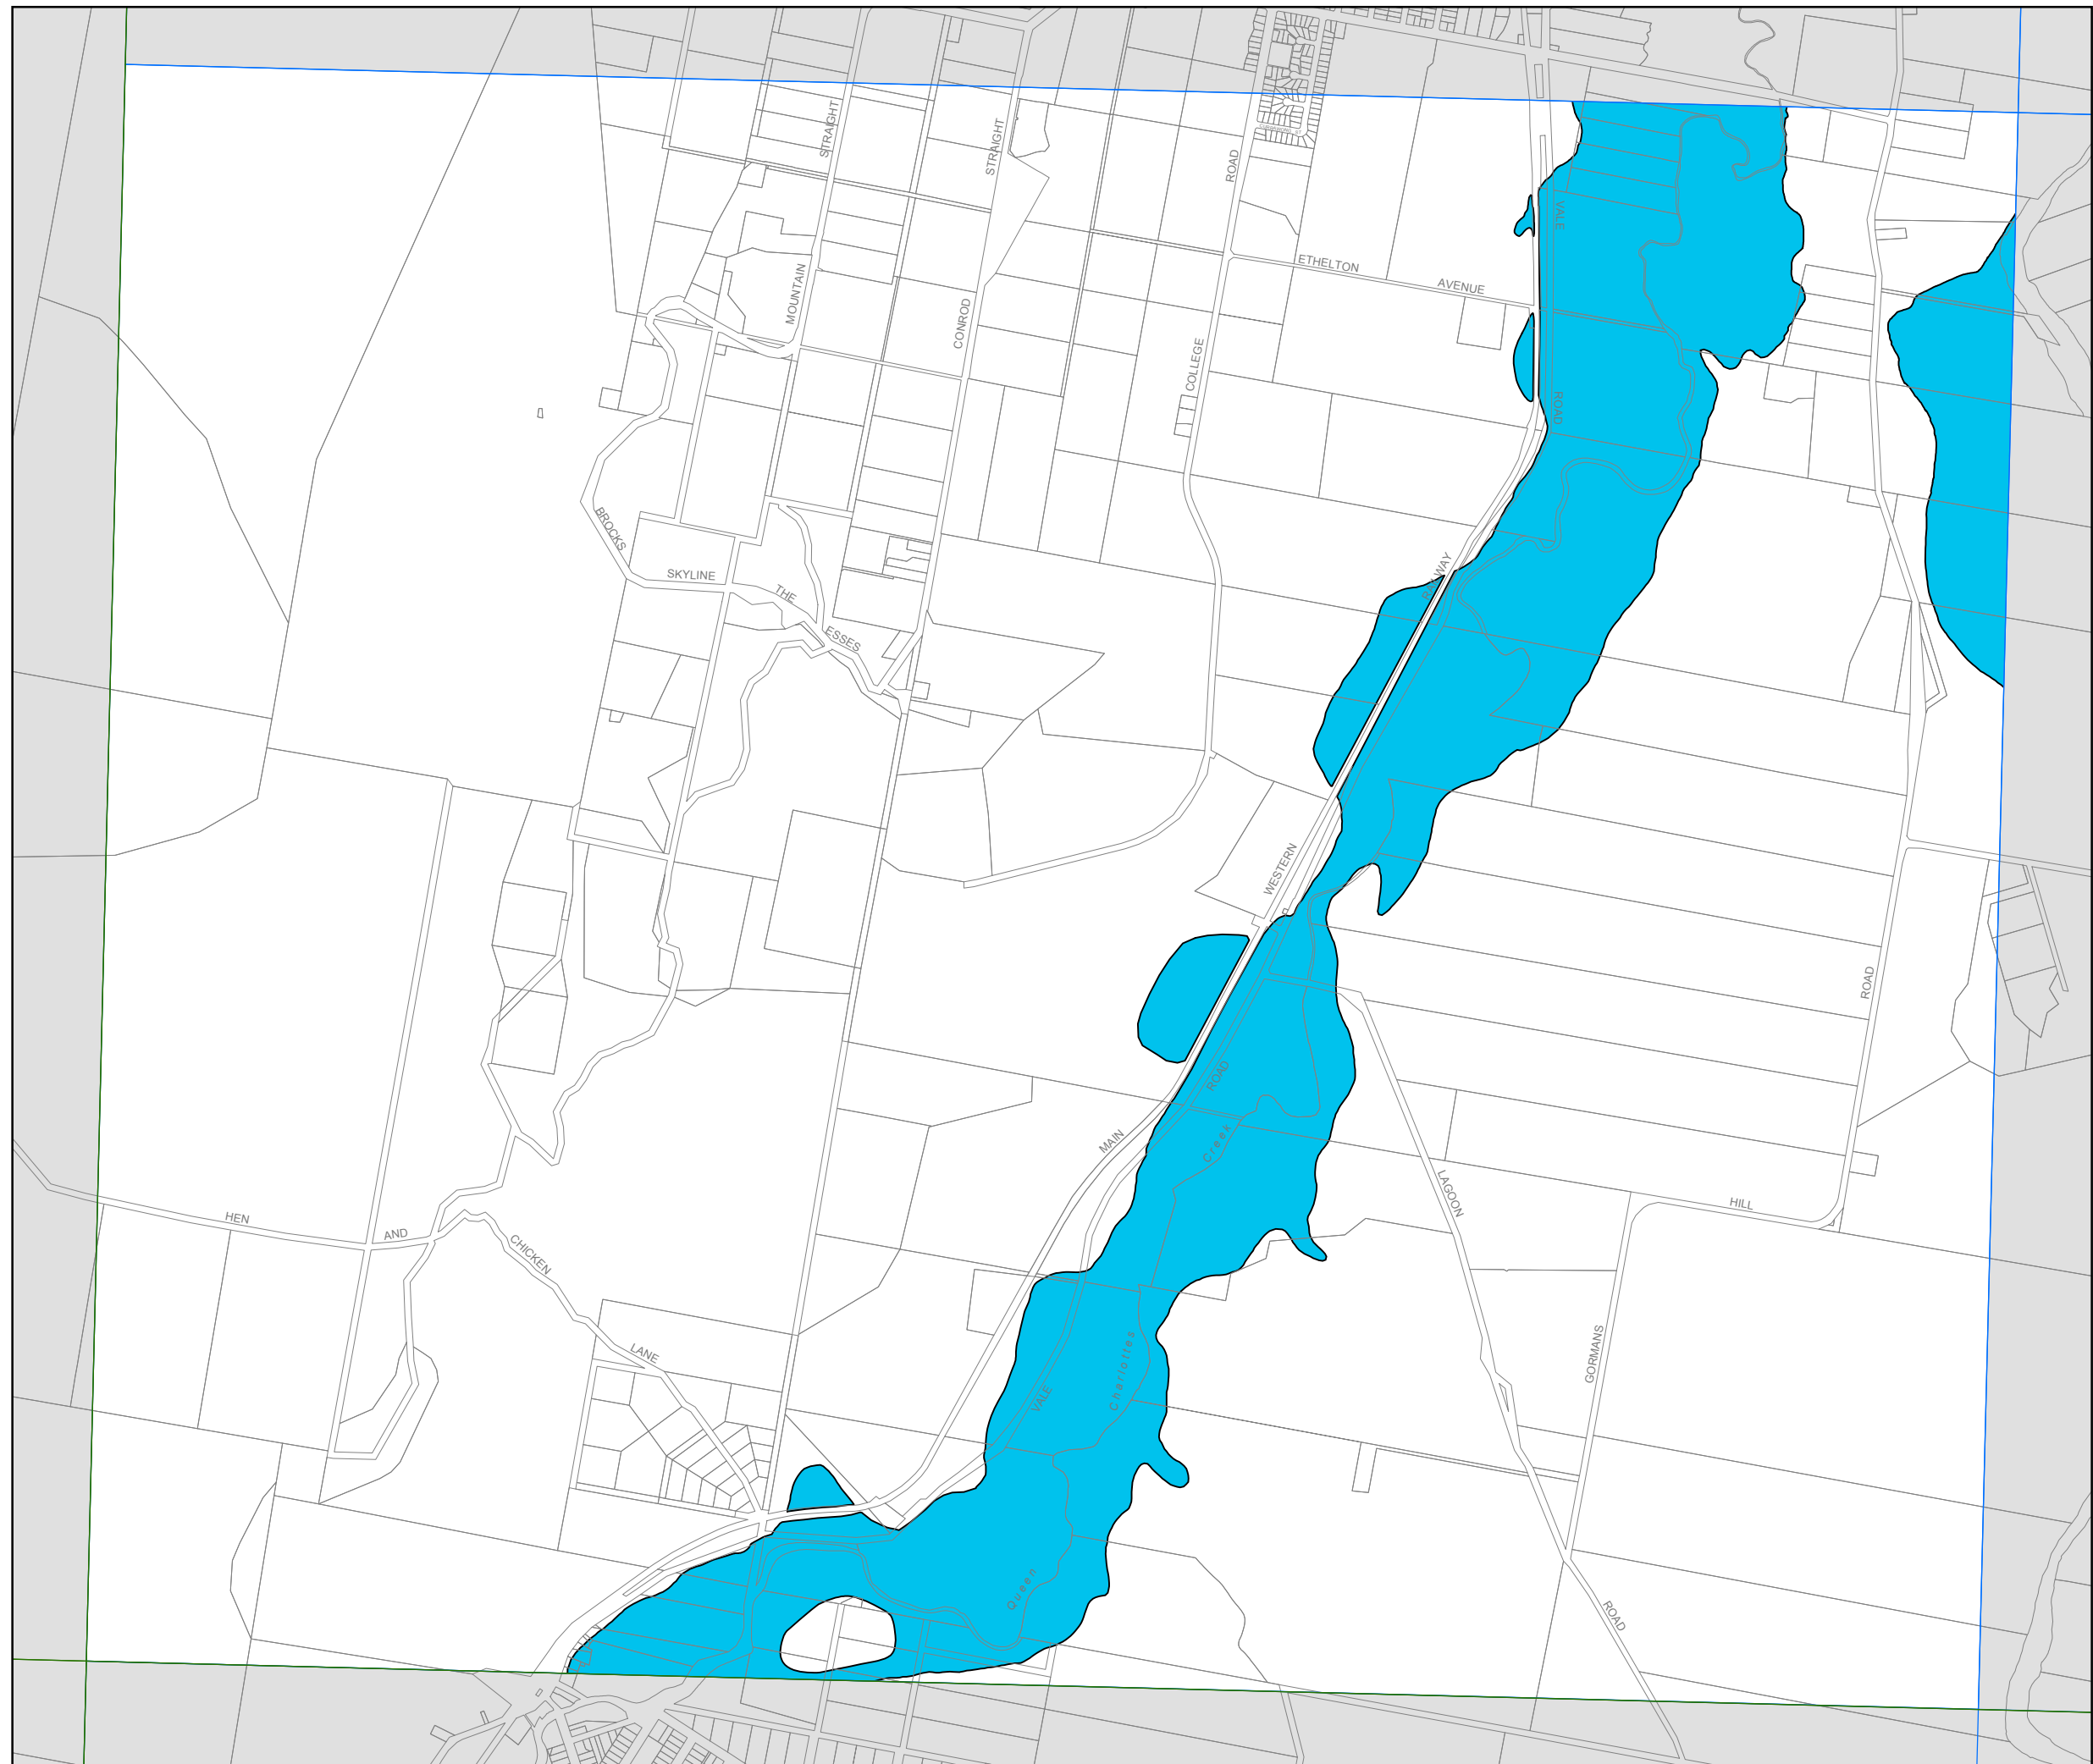 STRAIGHT
STRAIGHT
ROAD
VALE
ETHELTON
AVENUE
MOUNTAIN
CONROD
COLLEGE
ROAD
BROCKS
SKYLINE
THE
ESSES
RAILWAY
WESTERN
ROAD
ROAD
MAIN
Creek
LAGOON
HILL
HEN
AND
CHICKEN
LANE
GORMANS
Charlottes
VALE
Queen
ROAD